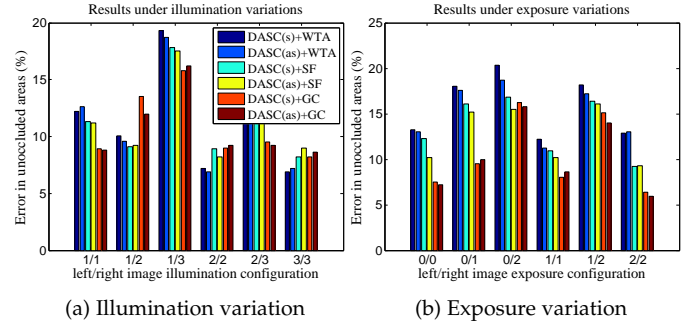 Results under illumination variations
20
15
10
5
0
Error in unoccluded areas (%)
DASC(s)+WTA
DASC(as)+WTA
DASC(s)+SF
DASC(as)+SF
DASC(s)+GC
DASC(as)+GC
1/1 1/2 1/3 2/2 2/3 3/3
left/right image illumination configuration
(a) Illumination variation
Results under exposure variations
25
20
15
10
5
0
Error in unoccluded areas (%)
0/0 0/1 0/2 1/1 1/2 2/2
left/right image exposure configuration
(b) Exposure variation